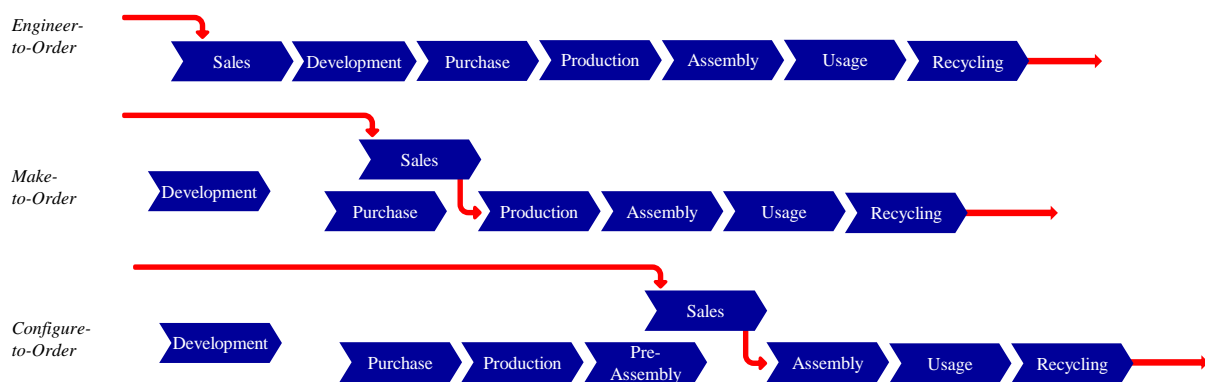 Engineer-
to-Order
Sales
Development
Purchase
Production
Assembly
Usage
Recycling
Make-
to-Order
Development
Sales
Purchase
Production
Assembly
Usage
Recycling
Configure-
to-Order
Development
Sales
Purchase
Production
Pre-
Assembly
Assembly
Usage
Recycling